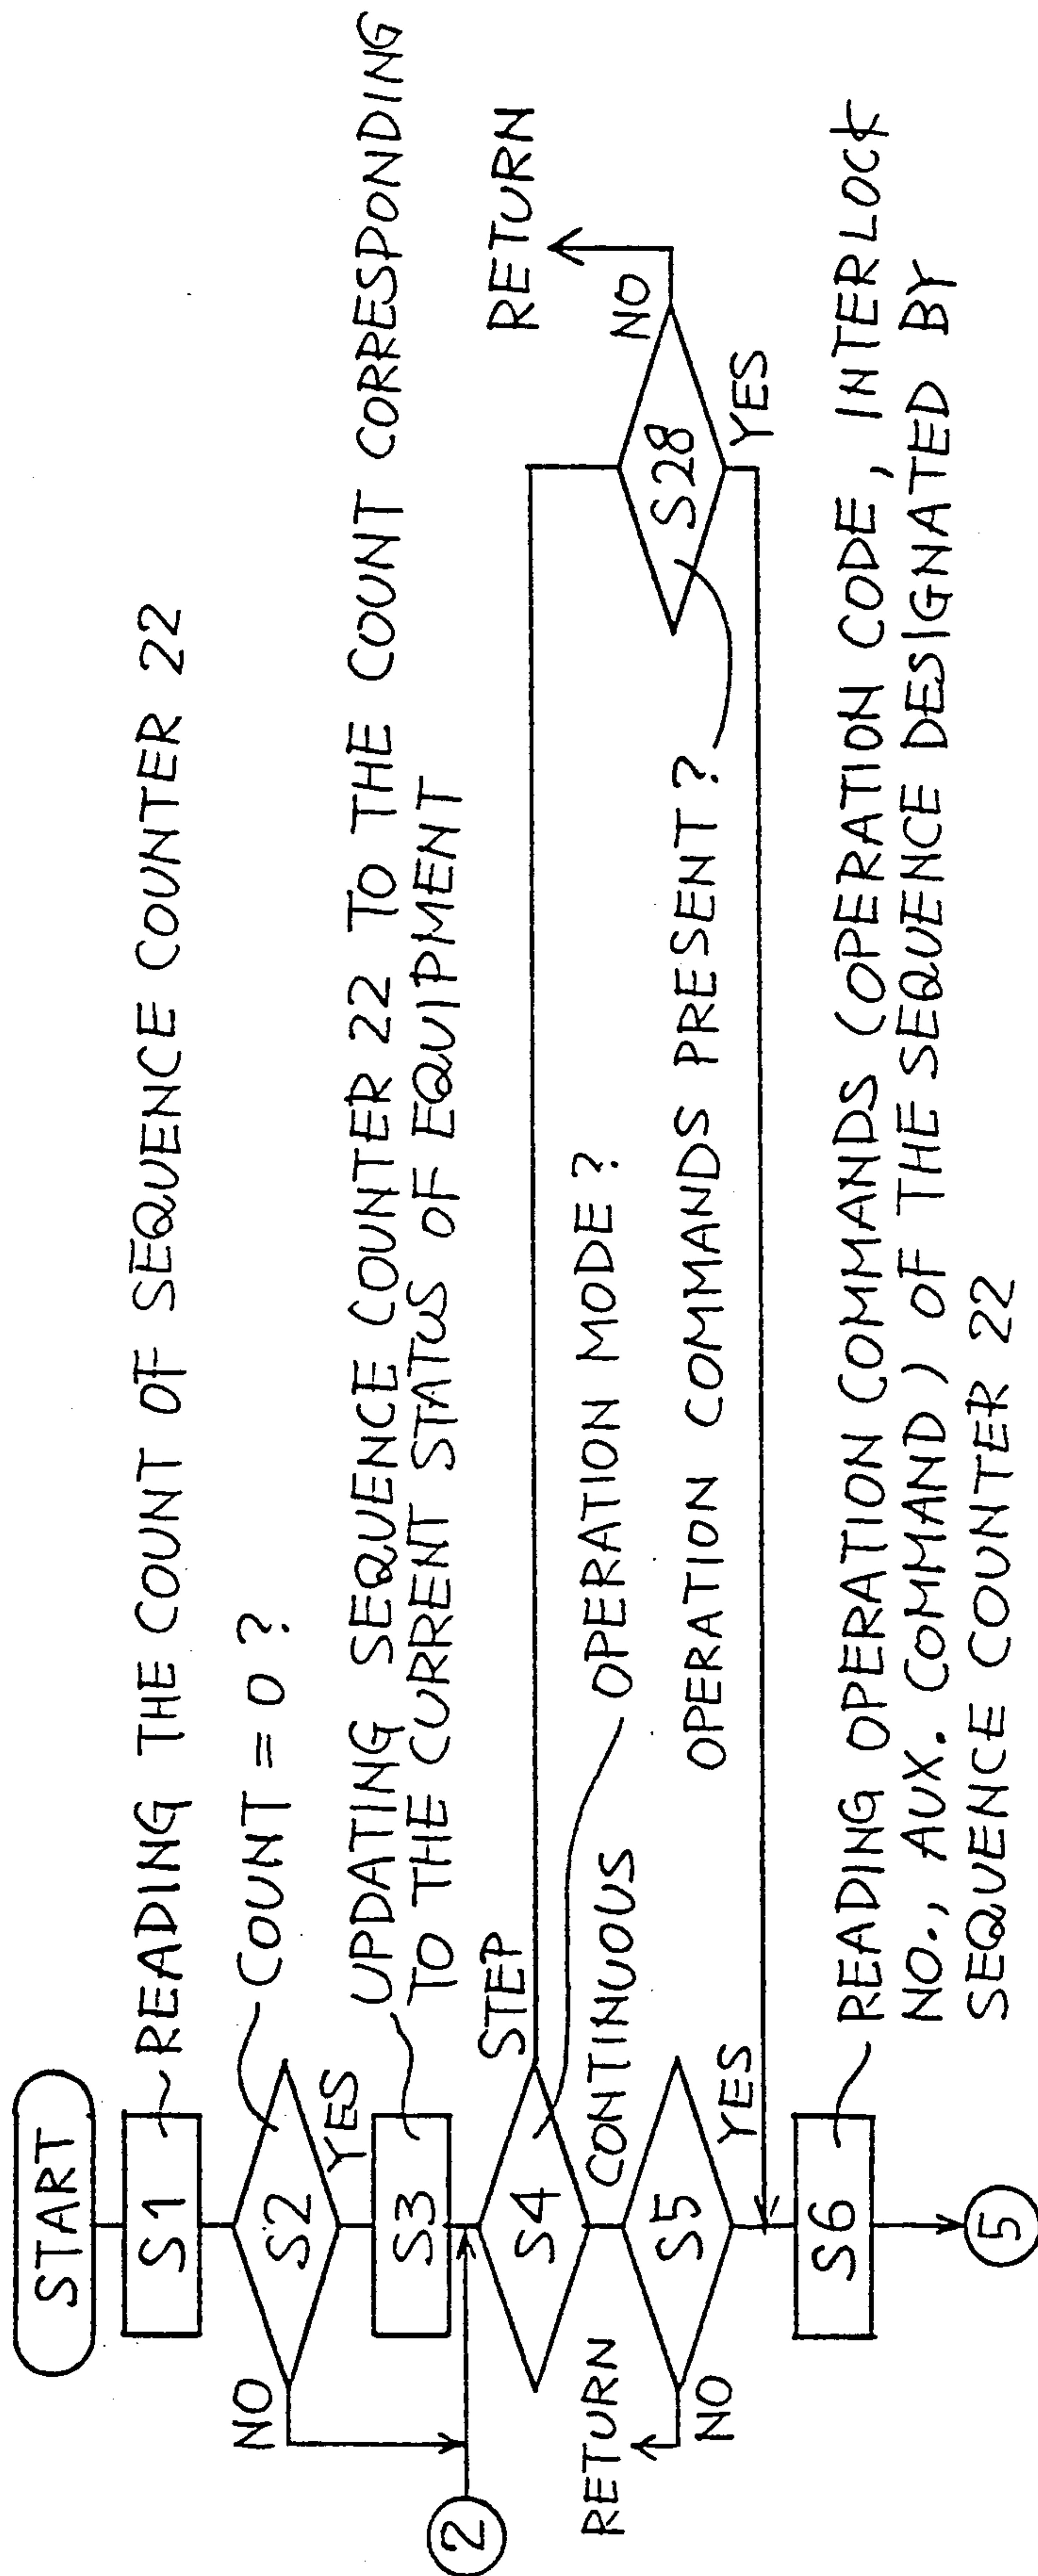 START
S1
READING THE COUNT OF SEQUENCE COUNTER 22
S2
COUNT = 0 ?
NO
YES
S3
UPDATING SEQUENCE COUNTER 22 TO THE COUNT CORRESPONDING
TO THE CURRENT STATUS OF EQUIPMENT
2
S4
STEP
OPERATION MODE ?
CONTINUOUS
RETURN
NO
S28
YES
OPERATION COMMANDS PRESENT ?
S5
RETURN
NO
YES
S6
READING OPERATION COMMANDS (OPERATION CODE, INTERLOCK
NO., AUX. COMMAND) OF THE SEQUENCE DESIGNATED BY
SEQUENCE COUNTER 22
5